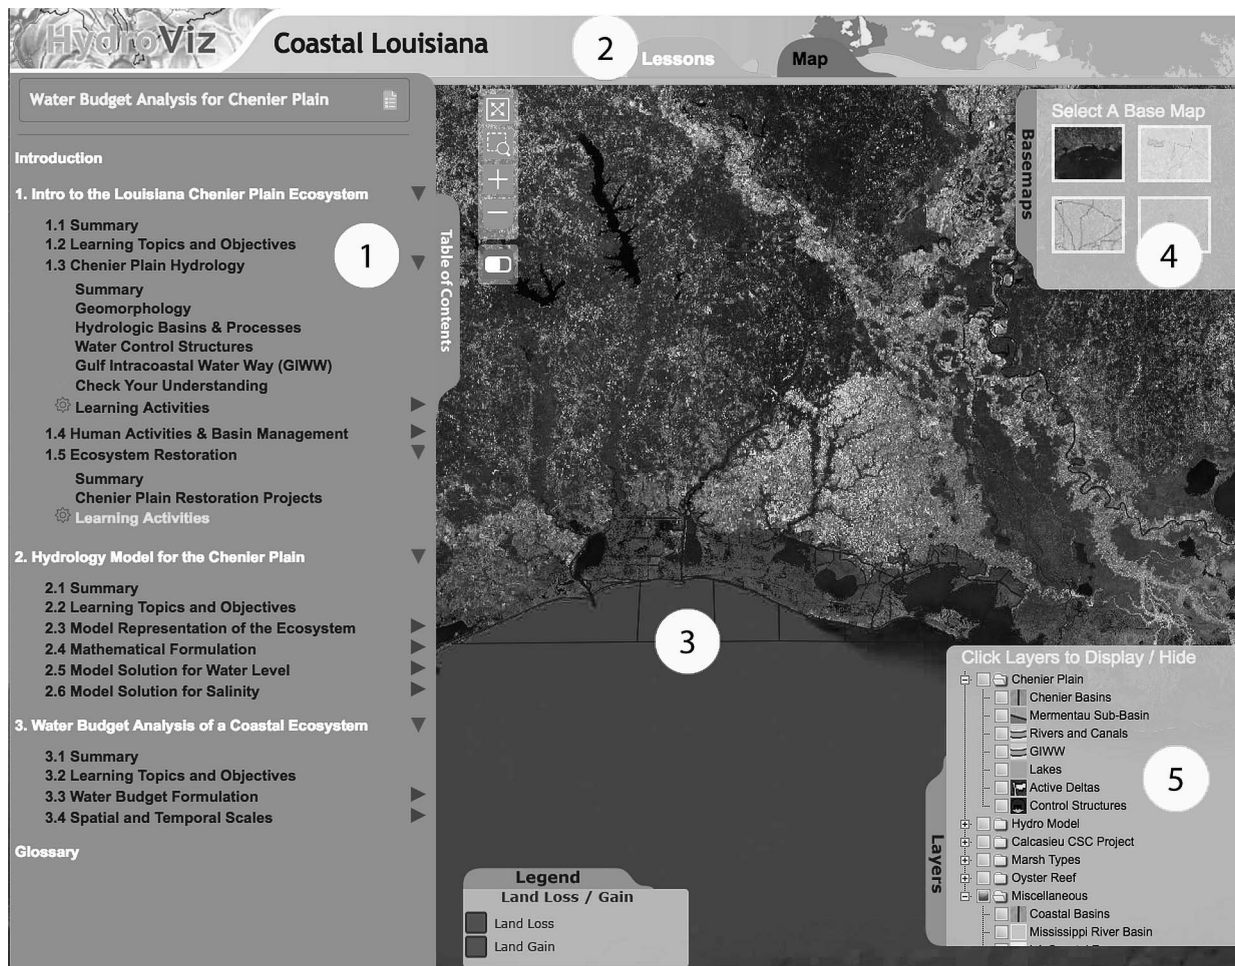 HydroViz
Coastal Louisiana
2
Lessons
Map
Water Budget Analysis for Chenier Plain
Introduction
1. Intro to the Louisiana Chenier Plain Ecosystem
1.1 Summary
1.2 Learning Topics and Objectives
1.3 Chenier Plain Hydrology
Summary
Geomorphology
Hydrologic Basins & Processes
Water Control Structures
Gulf Intracoastal Water Way (GIWW)
Check Your Understanding
Learning Activities
1.4 Human Activities & Basin Management
1.5 Ecosystem Restoration
Summary
Chenier Plain Restoration Projects
Learning Activities
2. Hydrology Model for the Chenier Plain
2.1 Summary
2.2 Learning Topics and Objectives
2.3 Model Representation of the Ecosystem
2.4 Mathematical Formulation
2.5 Model Solution for Water Level
2.6 Model Solution for Salinity
3. Water Budget Analysis of a Coastal Ecosystem
3.1 Summary
3.2 Learning Topics and Objectives
3.3 Water Budget Formulation
3.4 Spatial and Temporal Scales
Glossary
1
Table of Contents
Basemaps
Select A Base Map
4
3
Legend
Land Loss / Gain
Land Loss
Land Gain
Layers
Click Layers to Display / Hide
Chenier Plain
Chenier Basins
Mermentau Sub-Basin
Rivers and Canals
GIWW
Lakes
Active Deltas
Control Structures
Hydro Model
Calcasieu CSC Project
Marsh Types
Oyster Reef
Miscellaneous
Coastal Basins
Mississippi River Basin
5